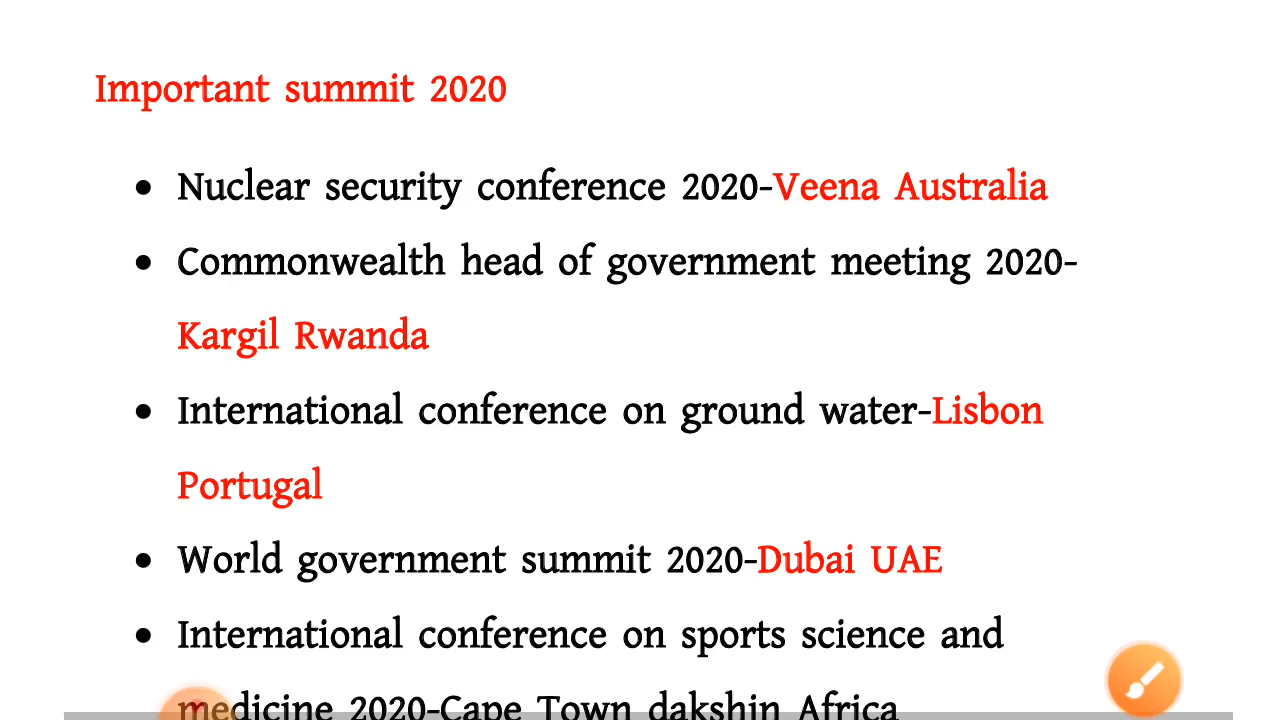 Important summit 2020
• Nuclear security conference 2020-Veena Australia
• Commonwealth head of government meeting 2020-
Kargil Rwanda
• International conference on ground water-Lisbon
Portugal
• World government summit 2020-Dubai UAE
• International conference on sports science and
medicine 2020-Cape Town dakshin Africa